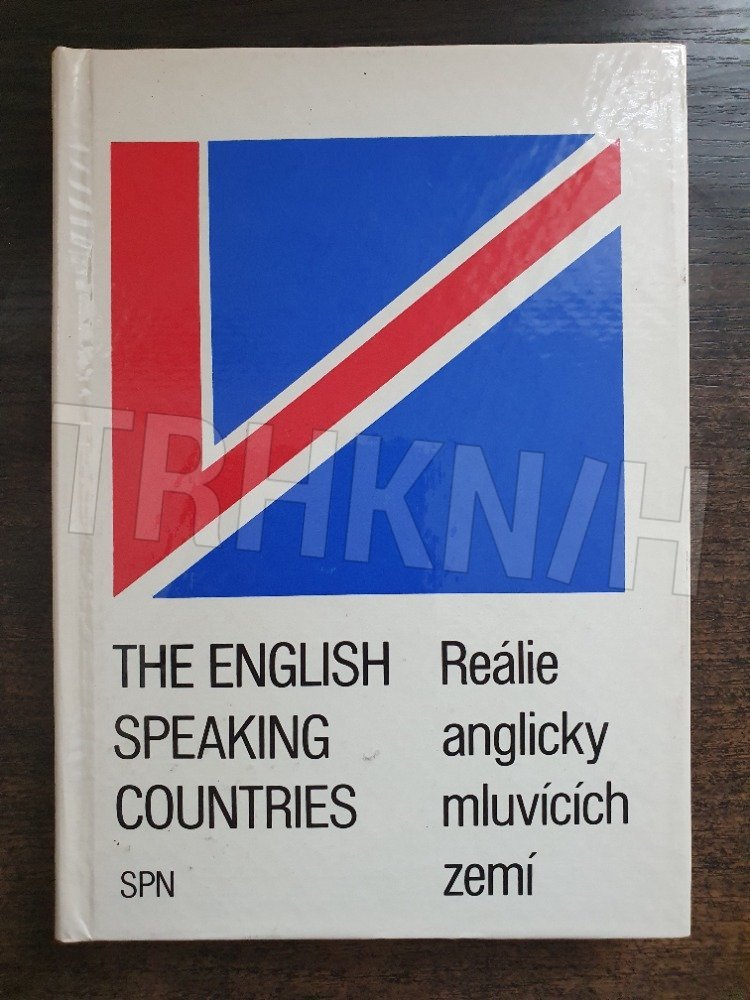 TRHKNIH
THE ENGLISH
SPEAKING
COUNTRIES
SPN
Reálie
anglicky
mluvících
zemí